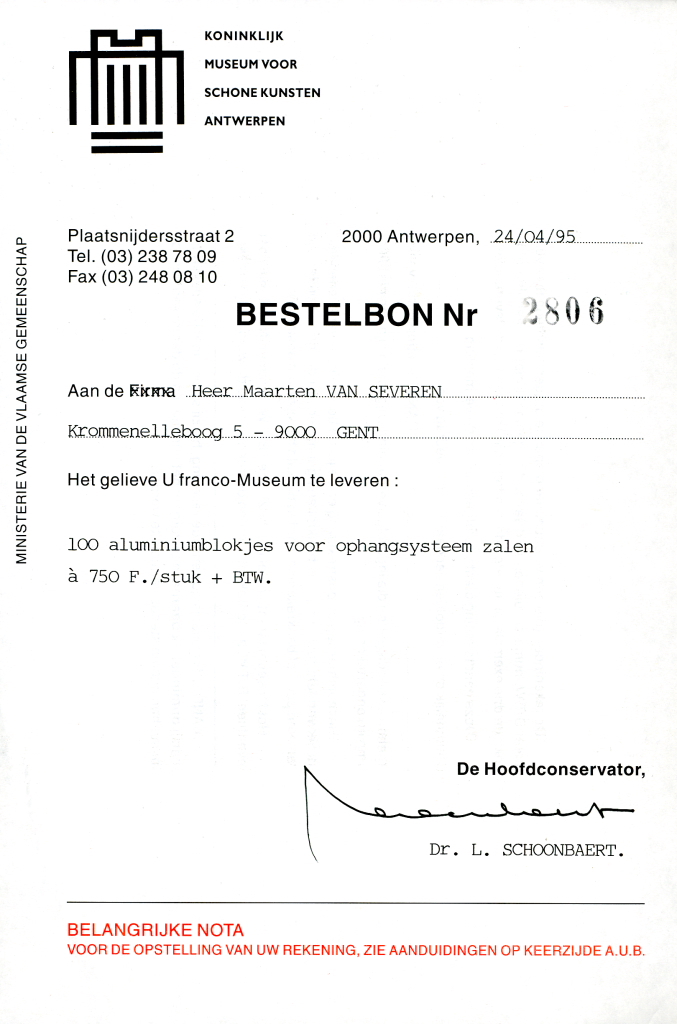 KONINKLIJK
MUSEUM VOOR
SCHONE KUNSTEN
ANTWERPEN
MINISTERIE VAN DE VLAAMSE GEMEENSCHAP
Plaatsnijdersstraat 2
Tel. (03) 238 78 09
Fax (03) 248 08 10
2000 Antwerpen, 24/04/95
BESTELBON Nr 2806
Aan de Firma Heer Maarten VAN SEVEREN
Krommenelleboog 5 - 9000 GENT
Het gelieve U franco-Museum te leveren :
100 aluminiumblokjes voor ophangsysteem zalen
à 750 F./stuk + BTW.
De Hoofdconservator,
Dr. L. SCHOONBAERT.
BELANGRIJKE NOTA
VOOR DE OPSTELLING VAN UW REKENING, ZIE AANDUIDINGEN OP KEERZIJDE A.U.B.